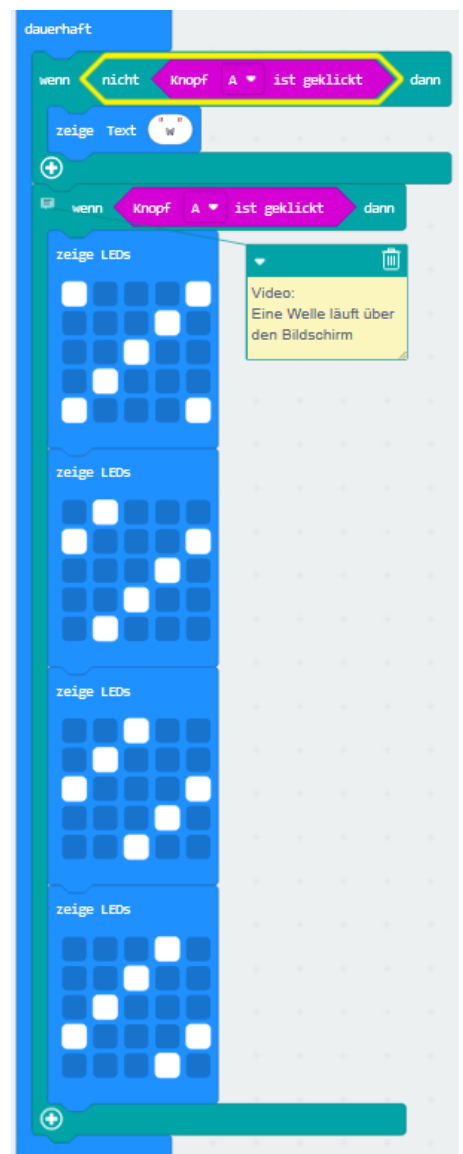 dauerhaft
wenn nicht Knopf A ist geklickt dann
zeige Text "w"
wenn Knopf A ist geklickt dann
zeige LEDs
Video:
Eine Welle läuft über
den Bildschirm
zeige LEDs
zeige LEDs
zeige LEDs